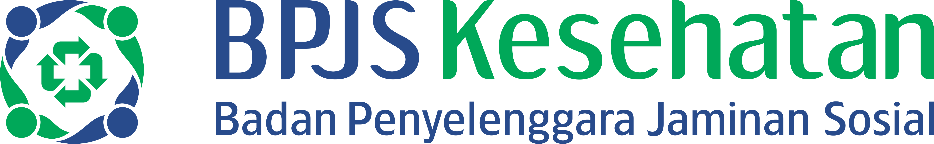 BPJS Kesehatan
Badan Penyelenggara Jaminan Sosial